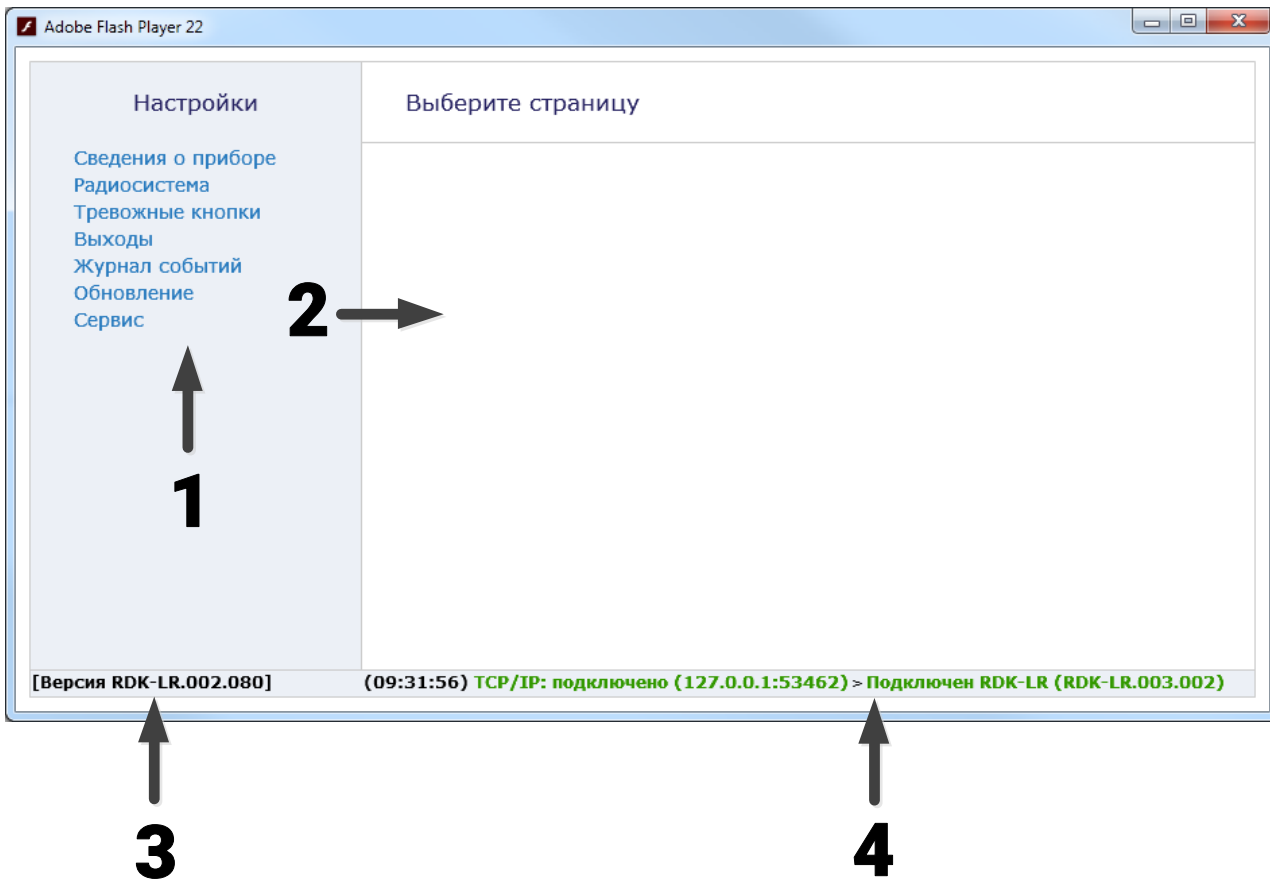 Adobe Flash Player 22
Настройки
Выберите страницу
Сведения о приборе
Радиосистема
Тревожные кнопки
Выходы
Журнал событий
Обновление
Сервис
2
1
[Версия RDK-LR.002.080]
(09:31:56) TCP/IP: подключено (127.0.0.1:53462) > Подключен RDK-LR (RDK-LR.003.002)
3
4